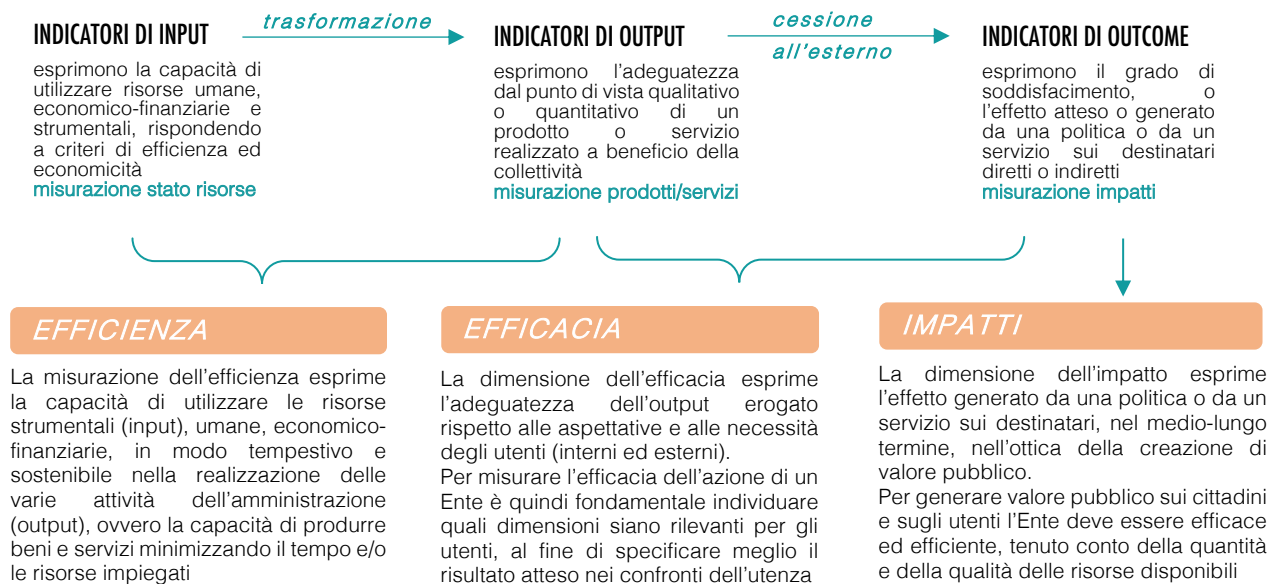 INDICATORI DI INPUT
esprimono la capacità di
utilizzare risorse umane,
economico-finanziarie e
strumentali, rispondendo
a criteri di efficienza ed
economicità
misurazione stato risorse
trasformazione
INDICATORI DI OUTPUT
esprimono l'adeguatezza
dal punto di vista qualitativo
o quantitativo di un
prodotto o servizio
realizzato a beneficio della
collettività
misurazione prodotti/servizi
cessione
all'esterno
INDICATORI DI OUTCOME
esprimono il grado di
soddisfacimento, o
l'effetto atteso o generato
da una politica o da un
servizio sui destinatari
diretti o indiretti
misurazione impatti
EFFICIENZA
La misurazione dell'efficienza esprime
la capacità di utilizzare le risorse
strumentali (input), umane, economico-
finanziarie, in modo tempestivo e
sostenibile nella realizzazione delle
varie attività dell'amministrazione
(output), ovvero la capacità di produrre
beni e servizi minimizzando il tempo e/o
le risorse impiegati
EFFICACIA
La dimensione dell'efficacia esprime
l'adeguatezza dell'output erogato
rispetto alle aspettative e alle necessità
degli utenti (interni ed esterni).
Per misurare l'efficacia dell'azione di un
Ente è quindi fondamentale individuare
quali dimensioni siano rilevanti per gli
utenti, al fine di specificare meglio il
risultato atteso nei confronti dell'utenza
IMPATTI
La dimensione dell'impatto esprime
l'effetto generato da una politica o da un
servizio sui destinatari, nel medio-lungo
termine, nell'ottica della creazione di
valore pubblico.
Per generare valore pubblico sui cittadini
e sugli utenti l'Ente deve essere efficace
ed efficiente, tenuto conto della quantità
e della qualità delle risorse disponibili